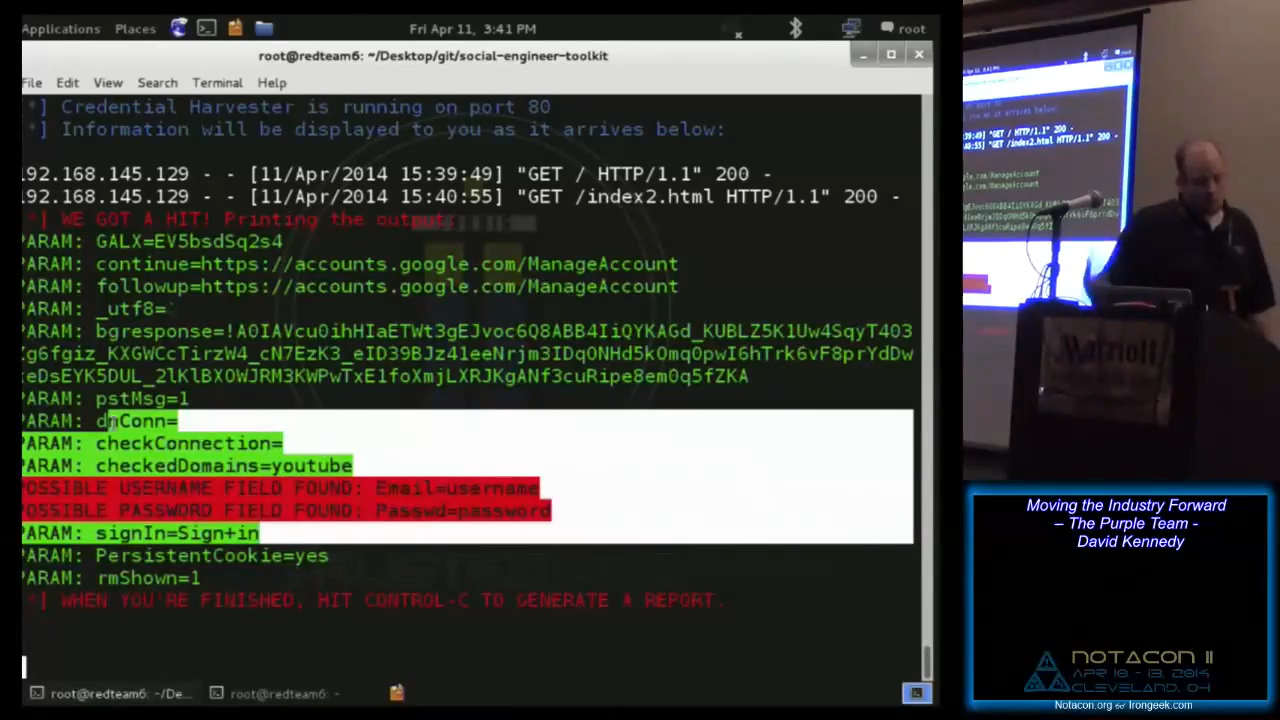 Applications Places Fri Apr 11, 3:41 PM root
root@redteam6: ~/Desktop/git/social-engineer-toolkit
File Edit View Search Terminal Help
*] Credential Harvester is running on port 80
*] Information will be displayed to you as it arrives below:
192.168.145.129 - - [11/Apr/2014 15:39:49] "GET / HTTP/1.1" 200 -
192.168.145.129 - - [11/Apr/2014 15:40:55] "GET /index2.html HTTP/1.1" 200 -
*] WE GOT A HIT! Printing the output:
PARAM: GALX=EV5bsdSq2s4
PARAM: continue=https://accounts.google.com/ManageAccount
PARAM: followup=https://accounts.google.com/ManageAccount
PARAM: _utf8=
PARAM: pstMsg=1
PARAM: dnConn=
PARAM: checkConnection=
PARAM: checkedDomains=youtube
POSSIBLE USERNAME FIELD FOUND: Email=username
POSSIBLE PASSWORD FIELD FOUND: Passwd=password
PARAM: signIn=Sign+in
PARAM: PersistentCookie=yes
PARAM: rmShown=1
*] WHEN YOU'RE FINISHED, HIT CONTROL-C TO GENERATE A REPORT.
root@redteam6: ~/De... root@redteam6: ~
Marriott
Moving the Industry Forward
– The Purple Team -
David Kennedy
NOTACON 11
APR 10 - 13, 2014
CLEVELAND, OH
Notacon.org & Irongeek.com